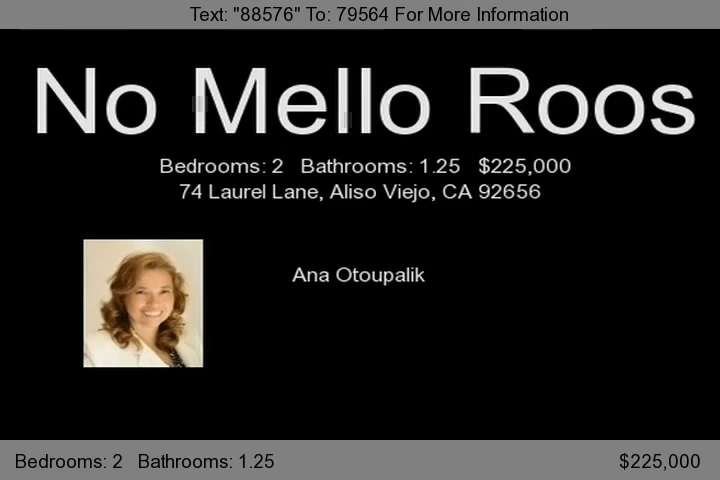 Text: "88576" To: 79564 For More Information
No Mello Roos
Bedrooms: 2 Bathrooms: 1.25 $225,000
74 Laurel Lane, Aliso Viejo, CA 92656
Ana Otoupalik
Bedrooms: 2 Bathrooms: 1.25 $225,000